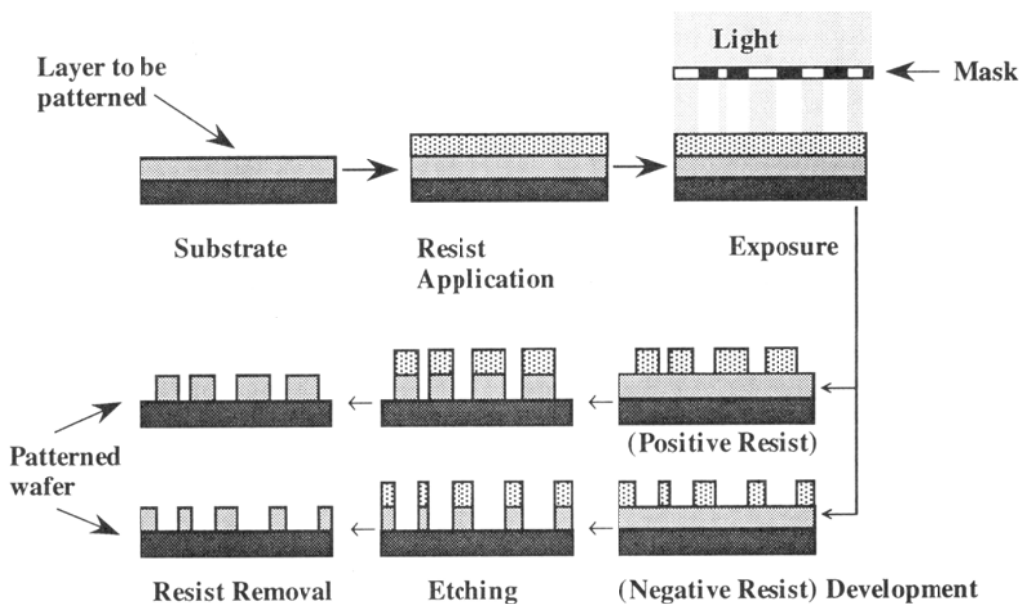 Light
Layer to be
patterned
Mask
Substrate
Resist
Application
Exposure
(Positive Resist)
Patterned
wafer
Resist Removal
Etching
(Negative Resist) Development